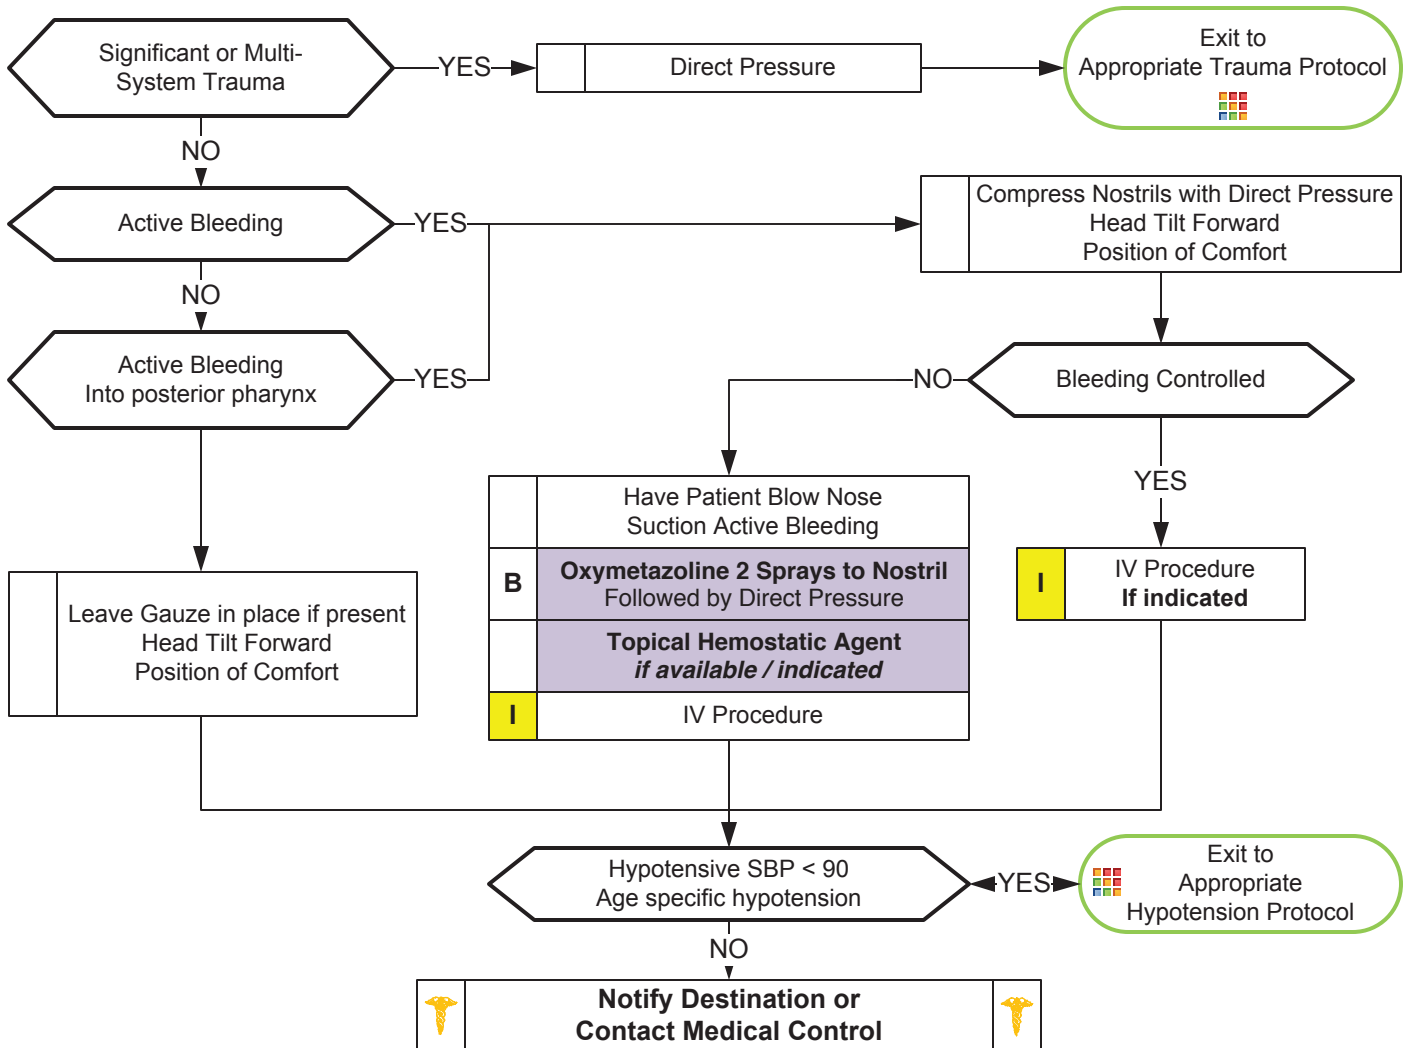 Significant or Multi-
System Trauma
YES
Direct Pressure
Exit to
Appropriate Trauma Protocol
NO
Active Bleeding
YES
Compress Nostrils with Direct Pressure
Head Tilt Forward
Position of Comfort
NO
Active Bleeding
Into posterior pharynx
YES
NO
Bleeding Controlled
YES
Have Patient Blow Nose
Suction Active Bleeding
B
Oxymetazoline 2 Sprays to Nostril
Followed by Direct Pressure
Topical Hemostatic Agent
if available / indicated
I
IV Procedure
I
IV Procedure
If indicated
Leave Gauze in place if present
Head Tilt Forward
Position of Comfort
Hypotensive SBP < 90
Age specific hypotension
YES
Exit to
Appropriate
Hypotension Protocol
NO
Notify Destination or
Contact Medical Control